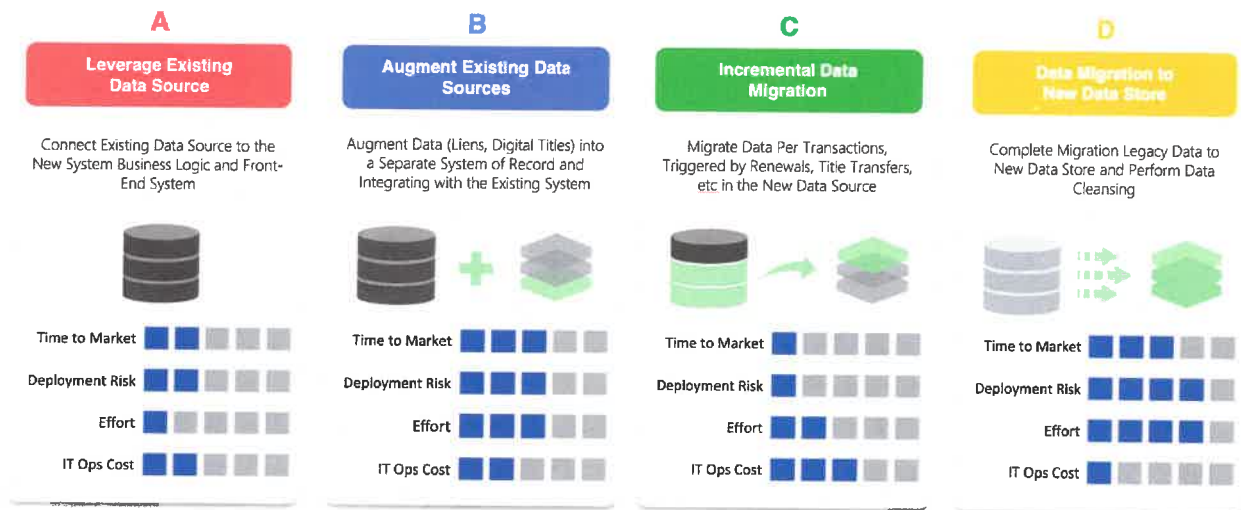 A
Leverage Existing
Data Source
Connect Existing Data Source to the
New System Business Logic and Front-
End System
Time to Market
Deployment Risk
Effort
IT Ops Cost
B
Augment Existing Data
Sources
Augment Data (Liens, Digital Titles) into
a Separate System of Record and
Integrating with the Existing System
Time to Market
Deployment Risk
Effort
IT Ops Cost
C
Incremental Data
Migration
Migrate Data Per Transactions,
Triggered by Renewals, Title Transfers,
etc in the New Data Source
Time to Market
Deployment Risk
Effort
IT Ops Cost
D
Data Migration to
New Data Store
Complete Migration Legacy Data to
New Data Store and Perform Data
Cleansing
Time to Market
Deployment Risk
Effort
IT Ops Cost